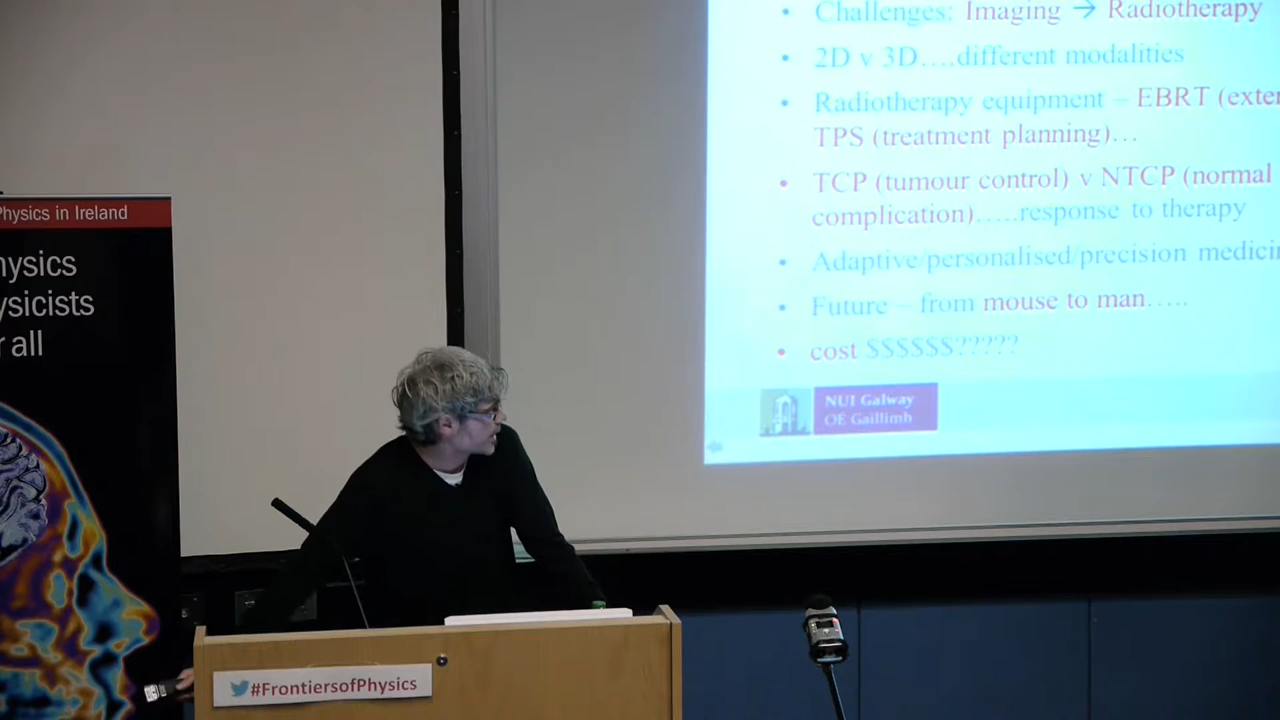 Challenges: Imaging → Radiotherapy
2D v 3D….different modalities
Radiotherapy equipment – EBRT (exter
TPS (treatment planning)…
TCP (tumour control) v NTCP (normal
complication)…..response to therapy
Adaptive/personalised/precision medicin
Future – from mouse to man…..
cost $$$$$$?????
NUI Galway
OÉ Gaillimh
Physics in Ireland
hysics
ysicists
r all
#FrontiersofPhysics